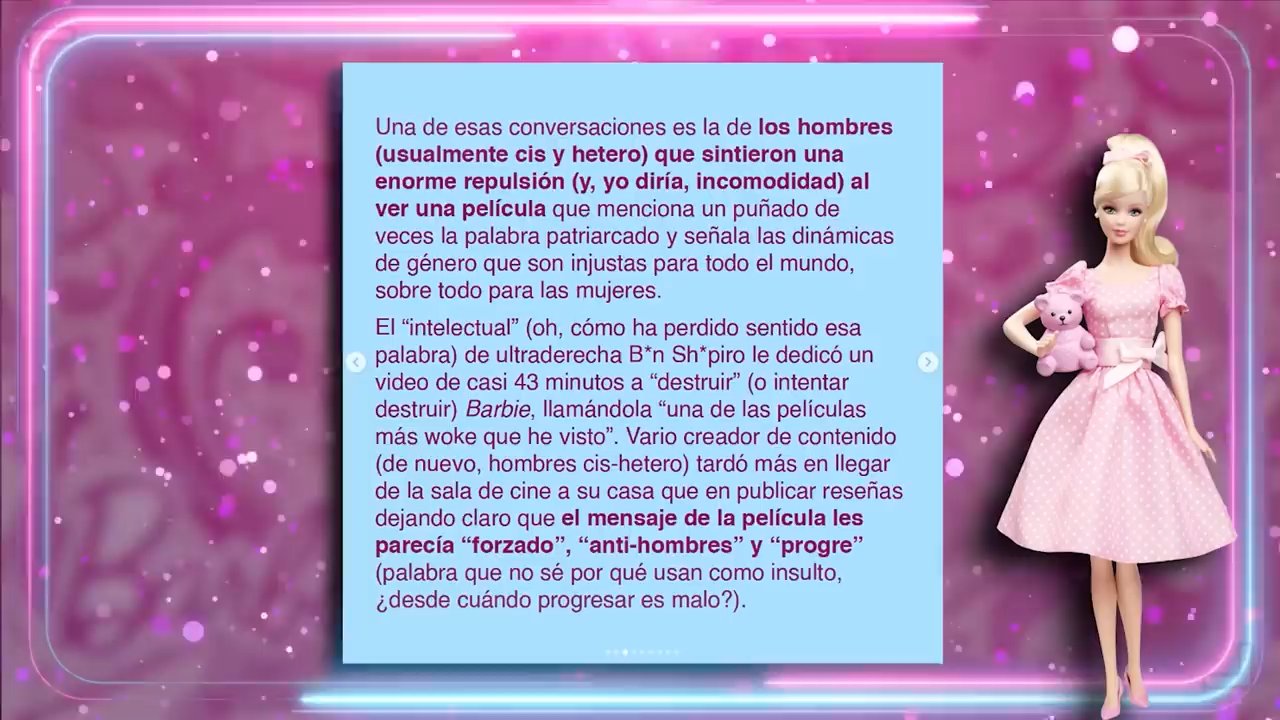 Una de esas conversaciones es la de los hombres
(usualmente cis y hetero) que sintieron una
enorme repulsión (y, yo diría, incomodidad) al
ver una película que menciona un puñado de
veces la palabra patriarcado y señala las dinámicas
de género que son injustas para todo el mundo,
sobre todo para las mujeres.
El “intelectual” (oh, cómo ha perdido sentido esa
palabra) de ultraderecha B*n Sh*piro le dedicó un
video de casi 43 minutos a “destruir” (o intentar
destruir) Barbie, llamándola “una de las películas
más woke que he visto”. Vario creador de contenido
(de nuevo, hombres cis-hetero) tardó más en llegar
de la sala de cine a su casa que en publicar reseñas
dejando claro que el mensaje de la película les
parecía “forzado”, “anti-hombres” y “progre”
(palabra que no sé por qué usan como insulto,
¿desde cuándo progresar es malo?).